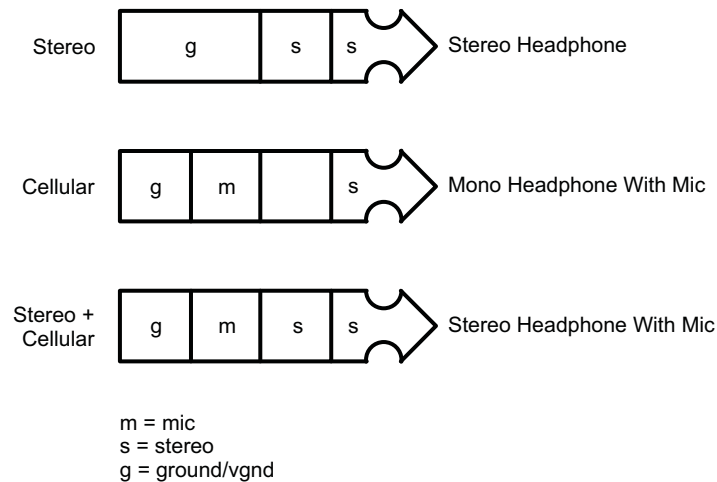 Stereo g s s Stereo Headphone
Cellular g m s Mono Headphone With Mic
Stereo +
Cellular g m s s Stereo Headphone With Mic
m = mic
s = stereo
g = ground/vgnd